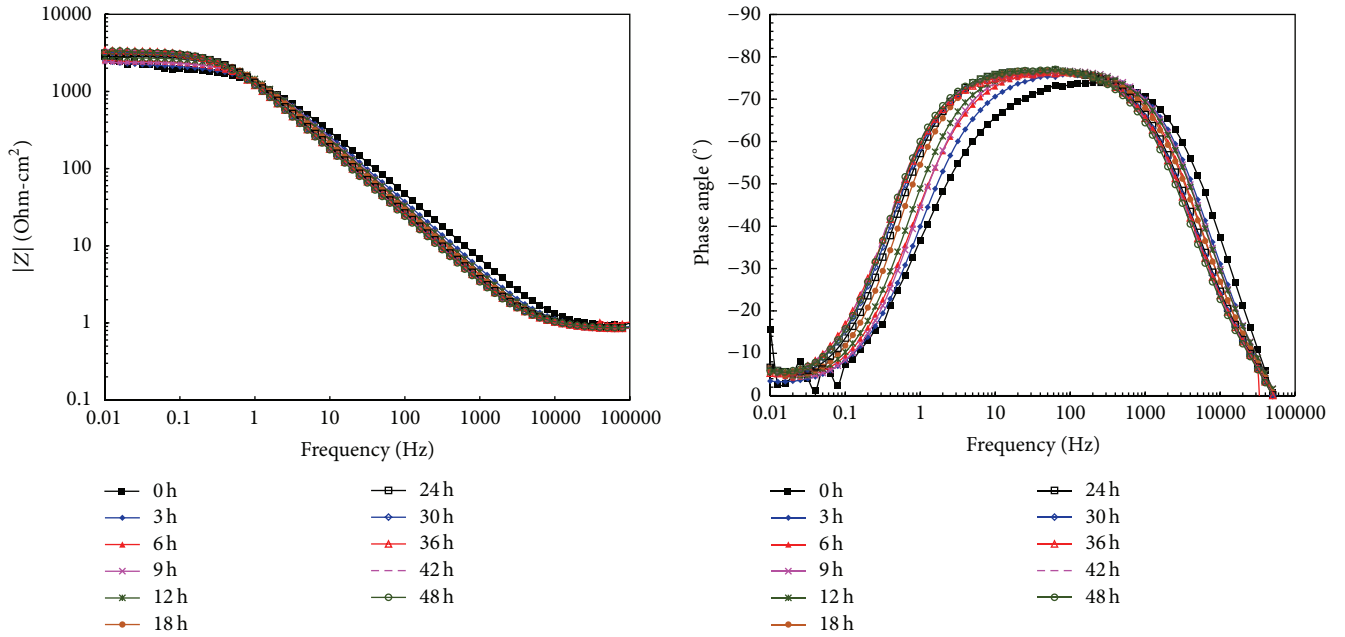 10000
1000
100
10
1
0.1
|Z| (Ohm-cm²)
0.01 0.1 1 10 100 1000 10000 100000
Frequency (Hz)
0 h
3 h
6 h
9 h
12 h
18 h
24 h
30 h
36 h
42 h
48 h
−90
−80
−70
−60
−50
−40
−30
−20
−10
0
Phase angle (°)
0.01 0.1 1 10 100 1000 10000 100000
Frequency (Hz)
0 h
3 h
6 h
9 h
12 h
18 h
24 h
30 h
36 h
42 h
48 h